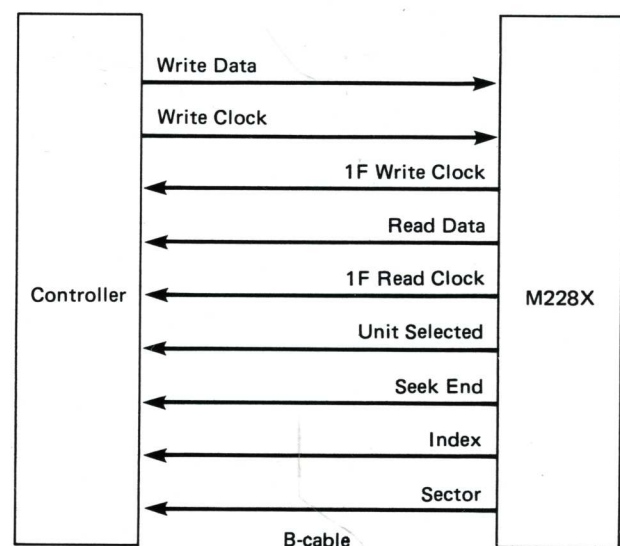 Write Data
Write Clock
1F Write Clock
Read Data
1F Read Clock
Controller
M228X
Unit Selected
Seek End
Index
Sector
B-cable